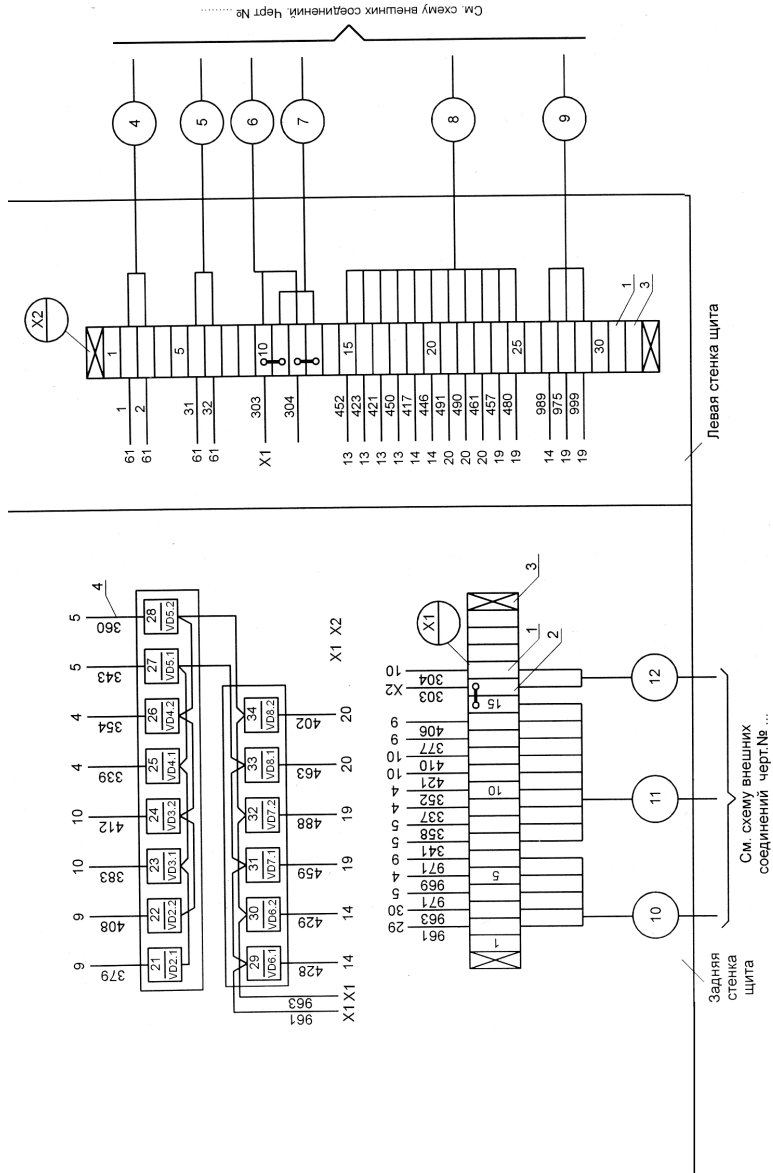 См. схему внешних соединений. Черт № .........
4
5
6
7
8
9
X2
1
5
10
15
20
25
30
1
3
61 1
61 2
61 31
61 32
X1 303
304
13 452
13 423
13 421
13 450
14 417
14 446
20 491
20 490
20 461
19 457
19 480
14 989
19 975
19 999
Левая стенка щита
4
5 360
5 343
4 354
4 339
10 412
10 383
9 408
9 379
28 VD5.2
27 VD5.1
26 VD4.2
25 VD4.1
24 VD3.2
23 VD3.1
22 VD2.2
21 VD2.1
34 VD8.2
33 VD8.1
32 VD7.2
31 VD7.1
30 VD6.2
29 VD6.1
402 20
463 20
488 19
459 19
429 14
428 14
963 X1
961 X1
X1 X2
X1
3
1
2
10 304
X2 303
9 406
9 377
10 410
10 421
4 352
4 337
5 358
5 341
9 971
4 969
5 971
30 963
29 961
15
10
5
1
12
11
10
См. схему внешних
соединений черт.№ ...
Задняя
стенка
щита